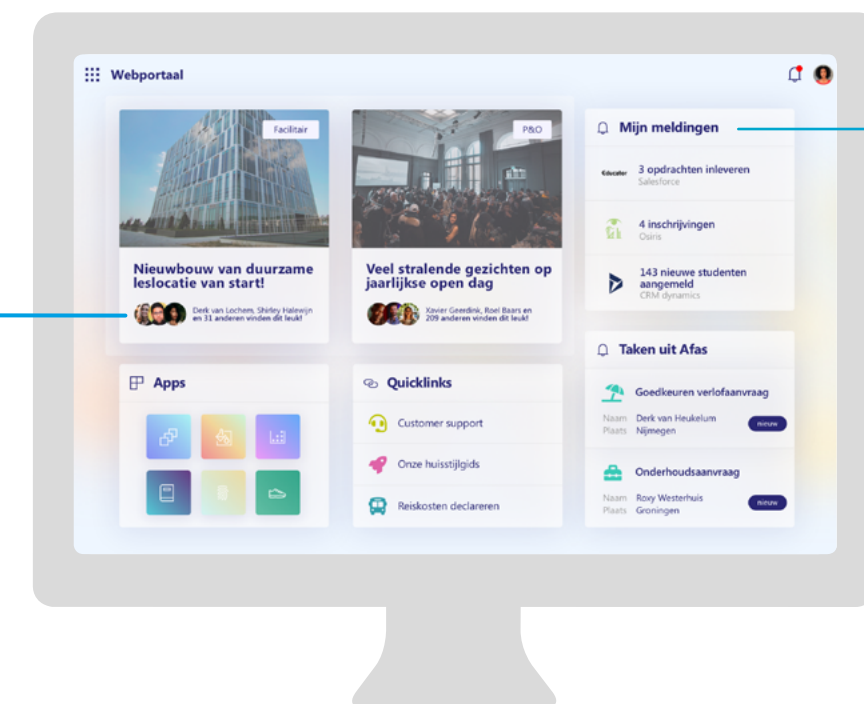 Webportaal
Facilitair
Nieuwbouw van duurzame
leslocatie van start!
Derk van Lochem, Shirley Halewijn
en 31 anderen vinden dit leuk!
P&O
Veel stralende gezichten op
jaarlijkse open dag
Xavier Geerdink, Roel Baars en
209 anderen vinden dit leuk!
Mijn meldingen
Educator
3 opdrachten inleveren
Salesforce
4 inschrijvingen
Osiris
143 nieuwe studenten
aangemeld
CRM dynamics
Apps
Quicklinks
Customer support
Onze huisstijlgids
Reiskosten declareren
Taken uit Afas
Goedkeuren verlofaanvraag
Naam Derk van Heukelum
Plaats Nijmegen
nieuw
Onderhoudsaanvraag
Naam Roxy Westerhuis
Plaats Groningen
nieuw